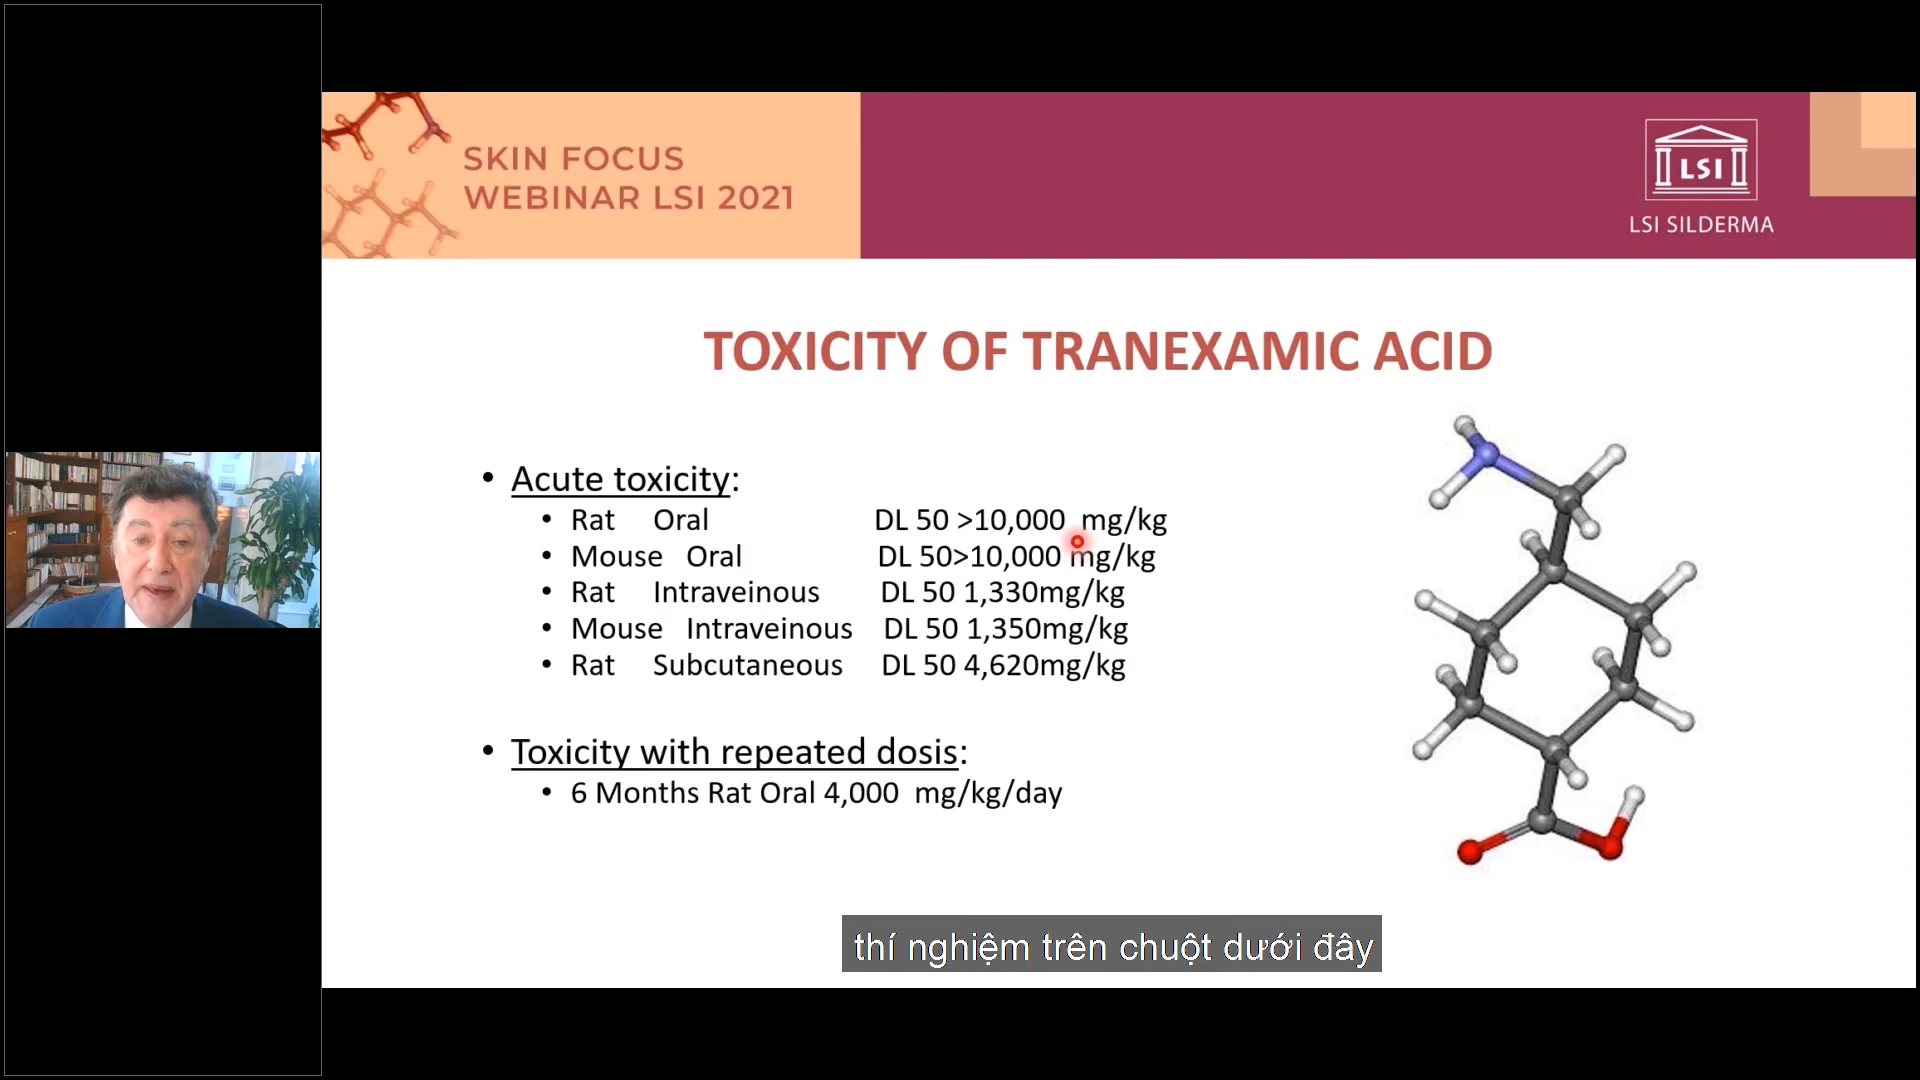 SKIN FOCUS
WEBINAR LSI 2021
LSI
LSI SILDERMA
TOXICITY OF TRANEXAMIC ACID
• Acute toxicity:
• Rat Oral DL 50 >10,000 mg/kg
• Mouse Oral DL 50>10,000 mg/kg
• Rat Intraveinous DL 50 1,330mg/kg
• Mouse Intraveinous DL 50 1,350mg/kg
• Rat Subcutaneous DL 50 4,620mg/kg
• Toxicity with repeated dosis:
• 6 Months Rat Oral 4,000 mg/kg/day
thí nghiệm trên chuột dưới đây